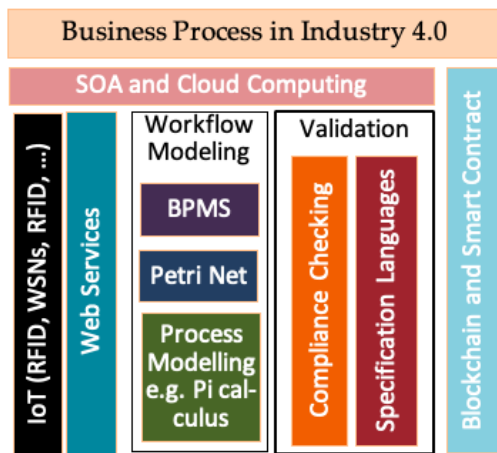 Business Process in Industry 4.0
SOA and Cloud Computing
IoT (RFID, WSNs, RFID, ...)
Web Services
Workflow
Modeling
BPMS
Petri Net
Process
Modelling
e.g. Pi cal-
culus
Validation
Compliance Checking
Specification Languages
Blockchain and Smart Contract